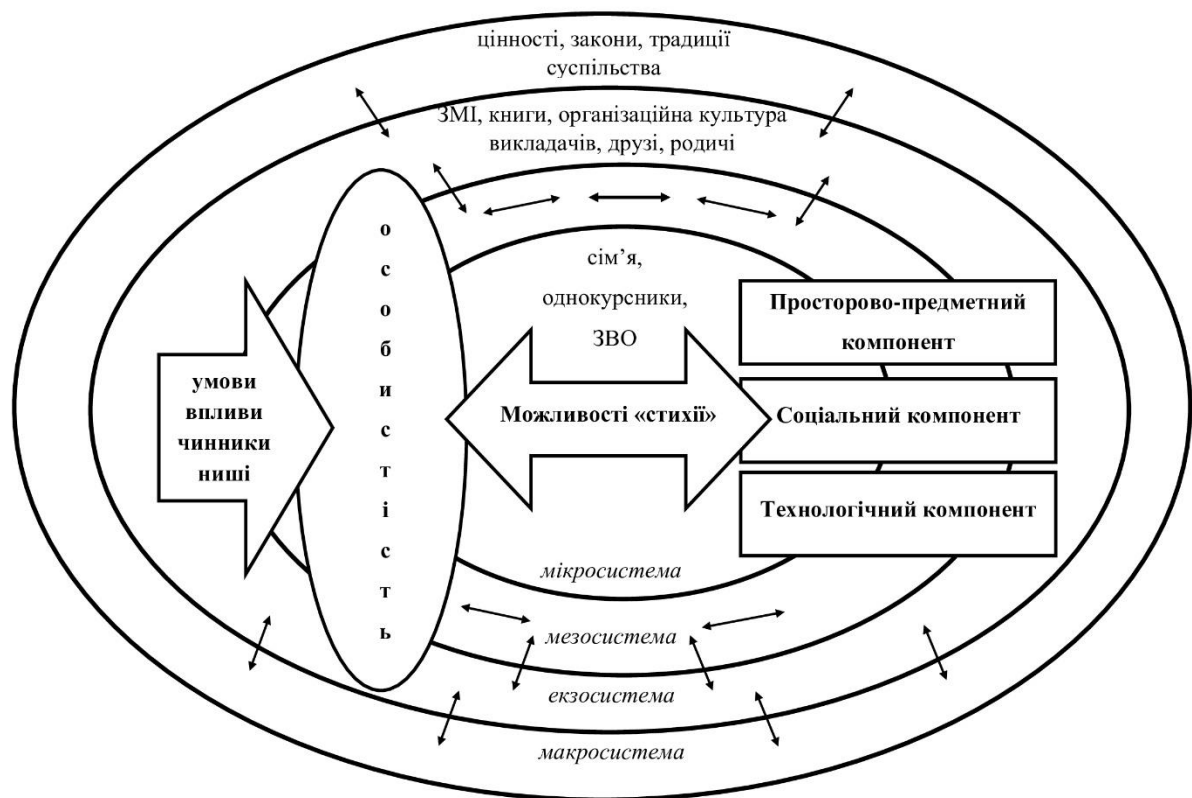 цінності, закони, традиції
суспільства
ЗМІ, книги, організаційна культура
викладачів, друзі, родичі
сім’я,
однокурсники,
ЗВО
умови
впливи
чинники
ниші
о
с
о
б
и
с
т
і
с
т
ь
Можливості «стихії»
Просторово-предметний
компонент
Соціальний компонент
Технологічний компонент
мікросистема
мезосистема
екзосистема
макросистема